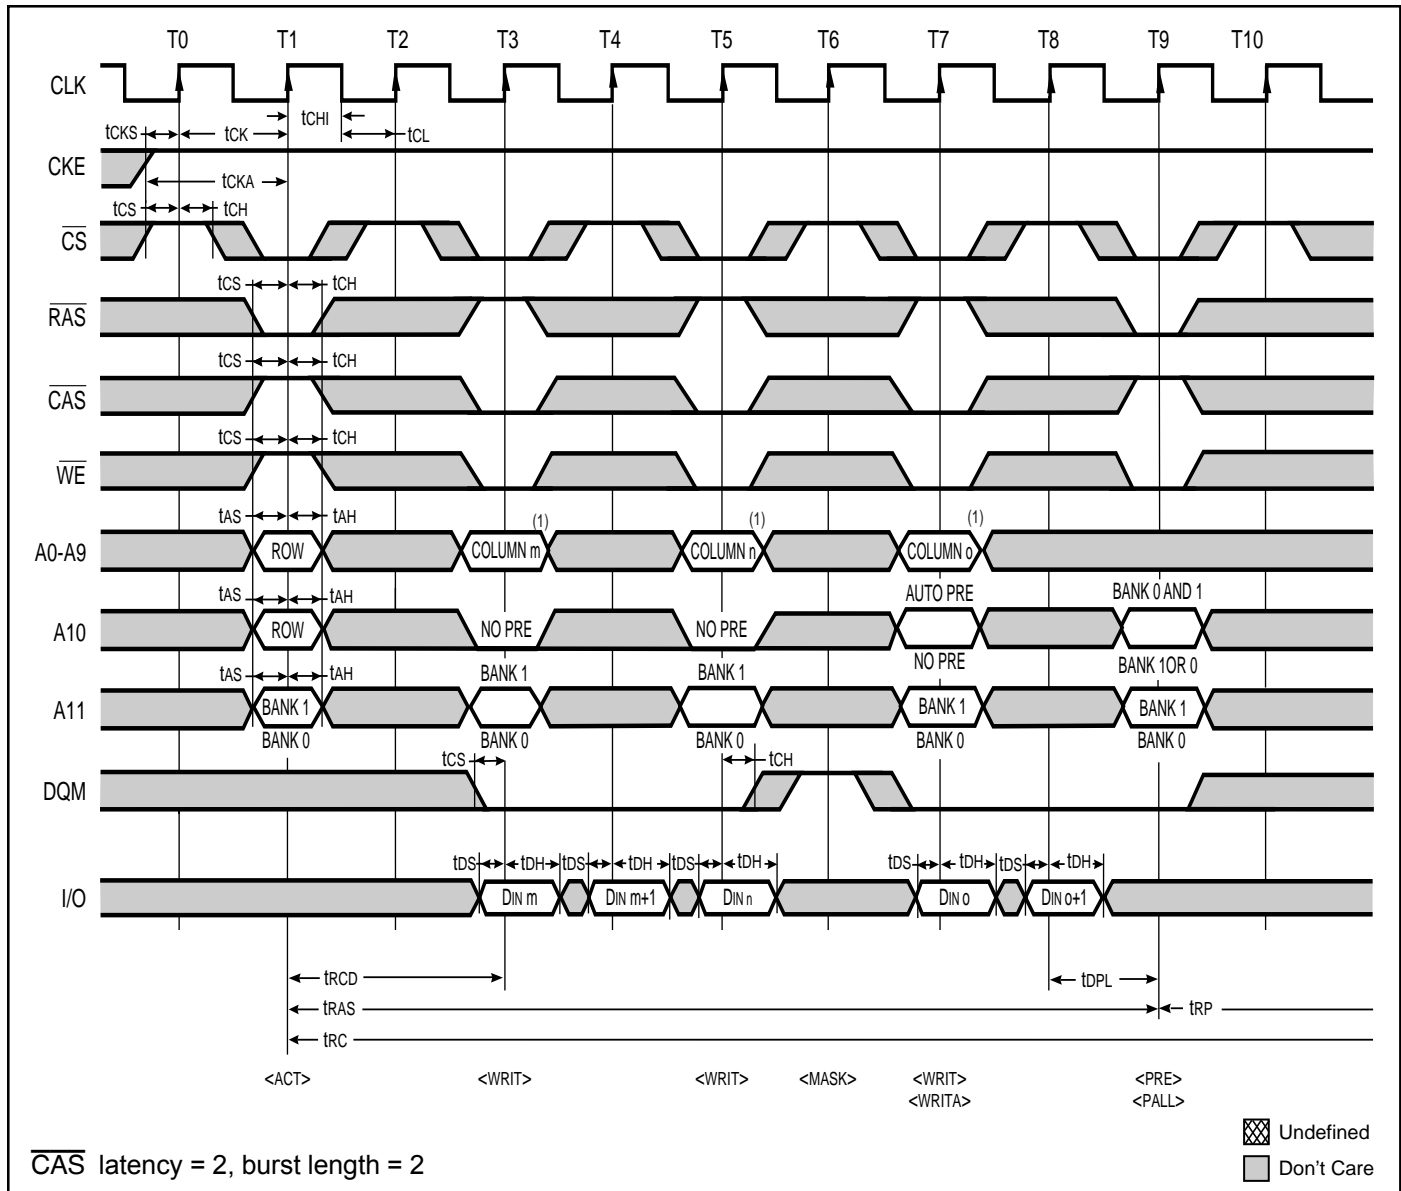 T0 T1 T2 T3 T4 T5 T6 T7 T8 T9 T10
CLK
tCHI
tCKS tCK tCL
CKE
tCKA
tCS tCH
CS
tCS tCH
RAS
tCS tCH
CAS
tCS tCH
WE
tAS tAH (1) (1) (1)
A0-A9 ROW COLUMN m COLUMN n COLUMN o
tAS tAH AUTO PRE BANK 0 AND 1
A10 ROW NO PRE NO PRE
NO PRE BANK 1OR 0
tAS tAH BANK 1 BANK 1
A11 BANK 1 BANK 1 BANK 1
BANK 0 BANK 0 BANK 0 BANK 0 BANK 0
tCS tCH
DQM
tDS tDH tDS tDH tDS tDH tDS tDH tDS tDH
I/O DIN m DIN m+1 DIN n DIN o DIN o+1
tRCD tDPL
tRAS tRP
tRC
<ACT> <WRIT> <WRIT> <MASK> <WRIT> <PRE>
<WRITA> <PALL>
Undefined
CAS latency = 2, burst length = 2 Don't Care